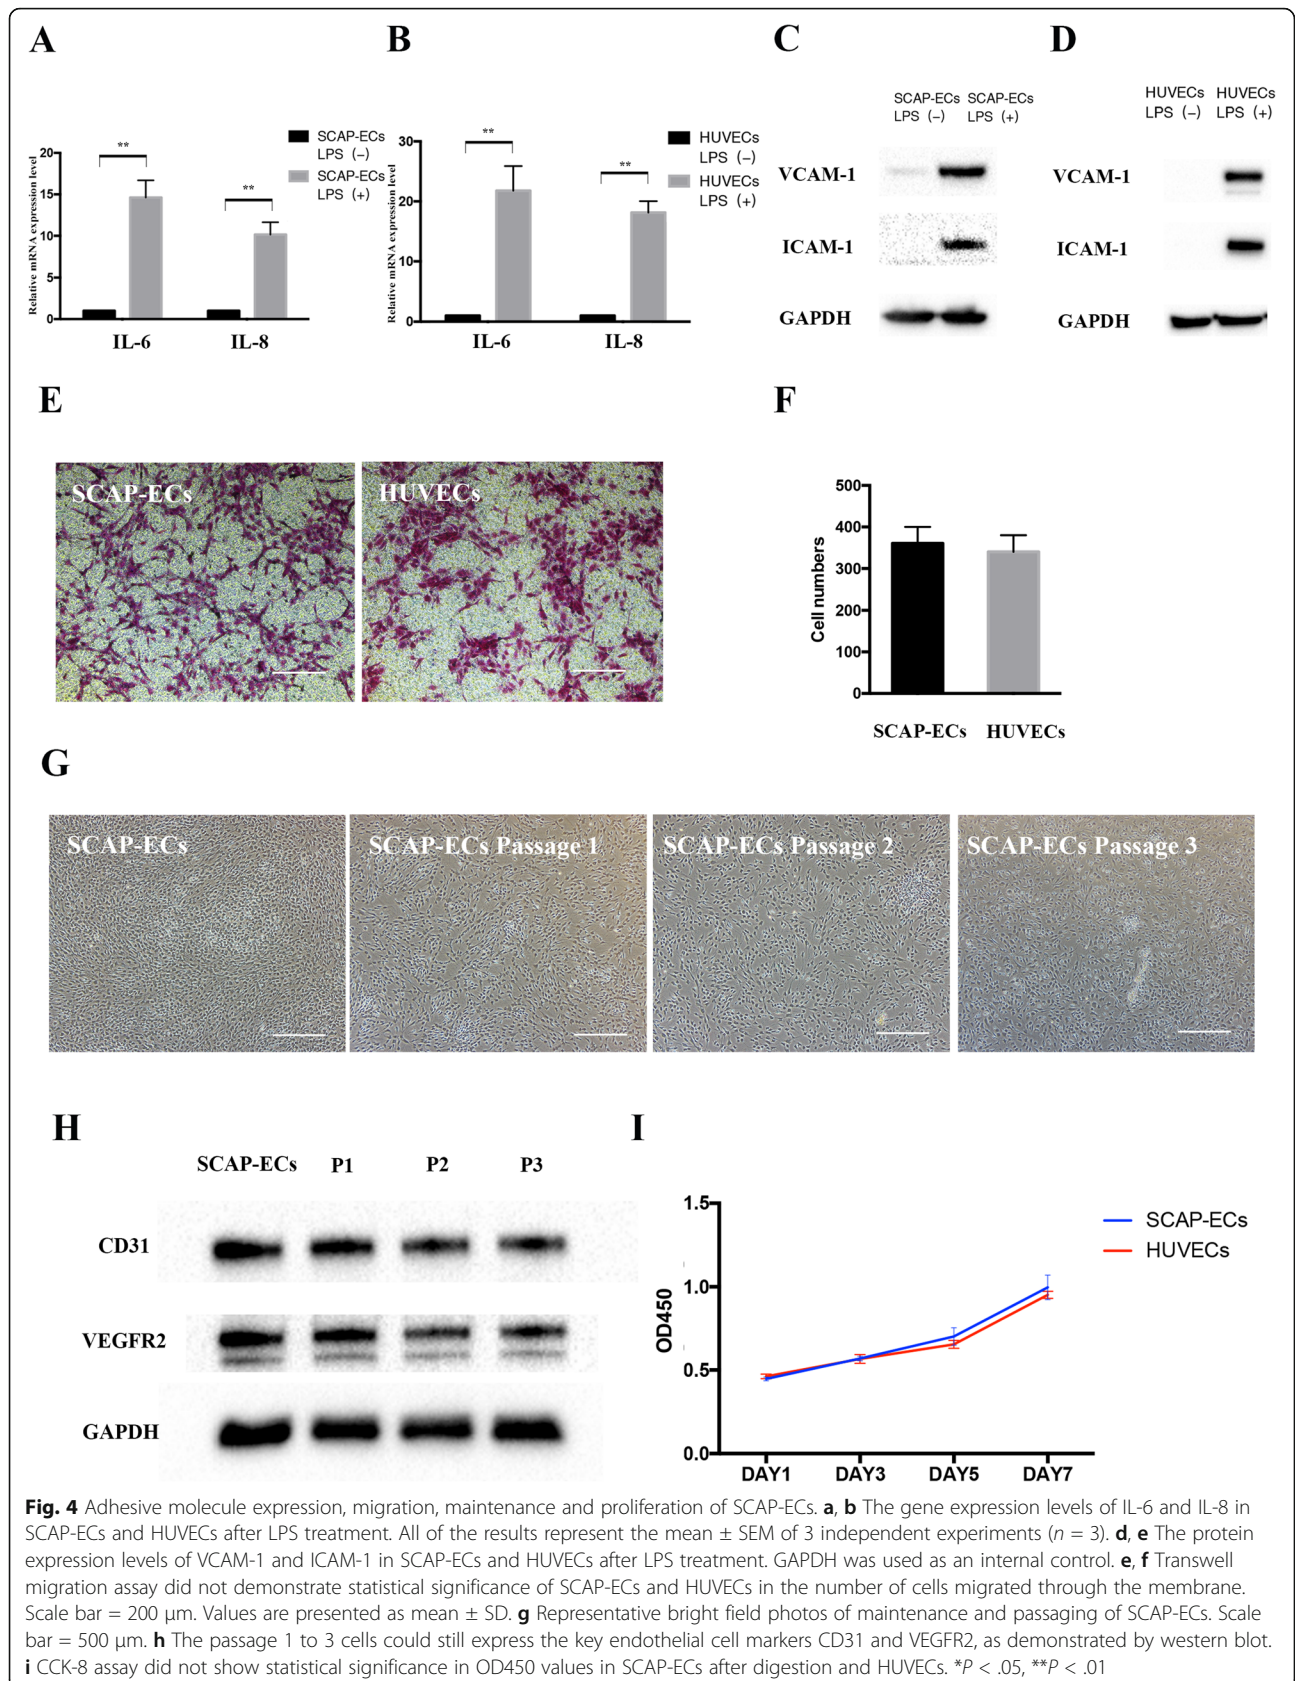 A
B
C
D
SCAP-ECs
LPS (-)
SCAP-ECs
LPS (+)
Relative mRNA expression level
20
15
10
5
0
IL-6
IL-8
**
**
HUVECs
LPS (-)
HUVECs
LPS (+)
Relative mRNA expression level
30
20
10
0
IL-6
IL-8
**
**
SCAP-ECs SCAP-ECs
LPS (-) LPS (+)
VCAM-1
ICAM-1
GAPDH
HUVECs HUVECs
LPS (-) LPS (+)
VCAM-1
ICAM-1
GAPDH
E
F
SCAP-ECs
HUVECs
Cell numbers
500
400
300
200
100
0
SCAP-ECs HUVECs
G
SCAP-ECs
SCAP-ECs Passage 1
SCAP-ECs Passage 2
SCAP-ECs Passage 3
H
I
SCAP-ECs P1 P2 P3
CD31
VEGFR2
GAPDH
OD450
1.5
1.0
0.5
0.0
DAY1 DAY3 DAY5 DAY7
SCAP-ECs
HUVECs
Fig. 4 Adhesive molecule expression, migration, maintenance and proliferation of SCAP-ECs. a, b The gene expression levels of IL-6 and IL-8 in
SCAP-ECs and HUVECs after LPS treatment. All of the results represent the mean ± SEM of 3 independent experiments (n = 3). d, e The protein
expression levels of VCAM-1 and ICAM-1 in SCAP-ECs and HUVECs after LPS treatment. GAPDH was used as an internal control. e, f Transwell
migration assay did not demonstrate statistical significance of SCAP-ECs and HUVECs in the number of cells migrated through the membrane.
Scale bar = 200 μm. Values are presented as mean ± SD. g Representative bright field photos of maintenance and passaging of SCAP-ECs. Scale
bar = 500 μm. h The passage 1 to 3 cells could still express the key endothelial cell markers CD31 and VEGFR2, as demonstrated by western blot.
i CCK-8 assay did not show statistical significance in OD450 values in SCAP-ECs after digestion and HUVECs. *P < .05, **P < .01